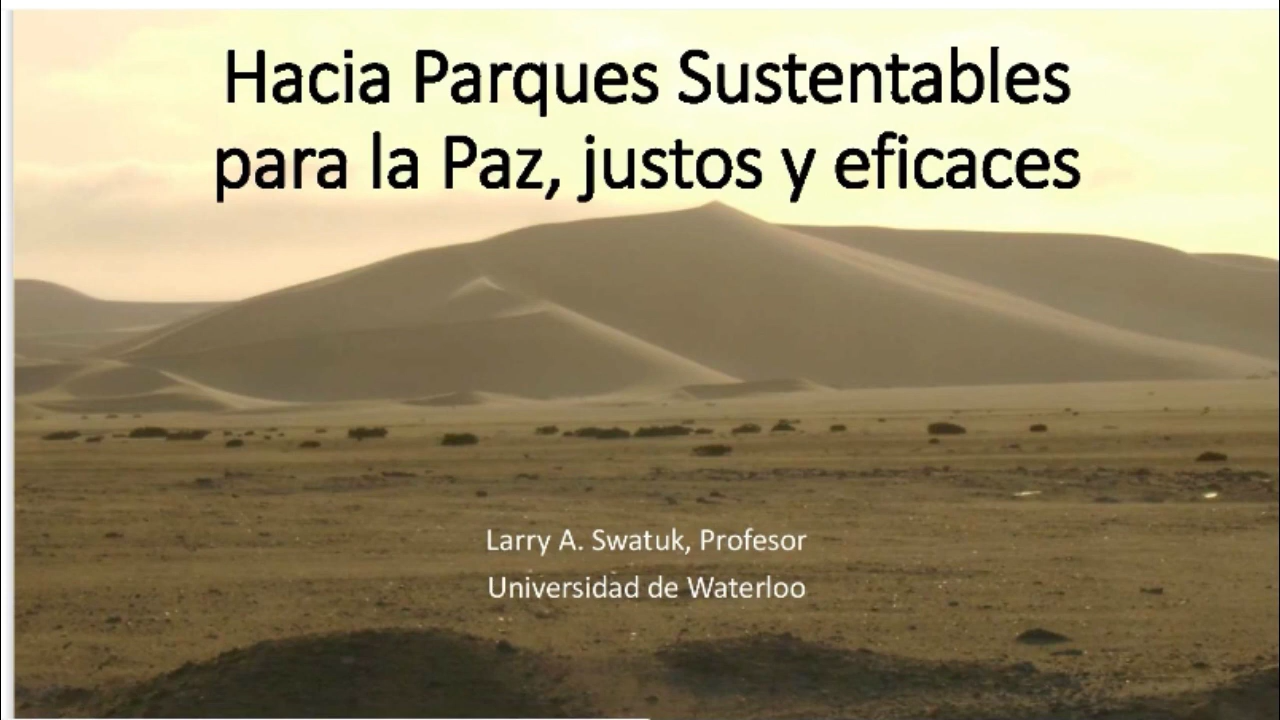 Hacia Parques Sustentables
para la Paz, justos y eficaces
Larry A. Swatuk, Profesor
Universidad de Waterloo